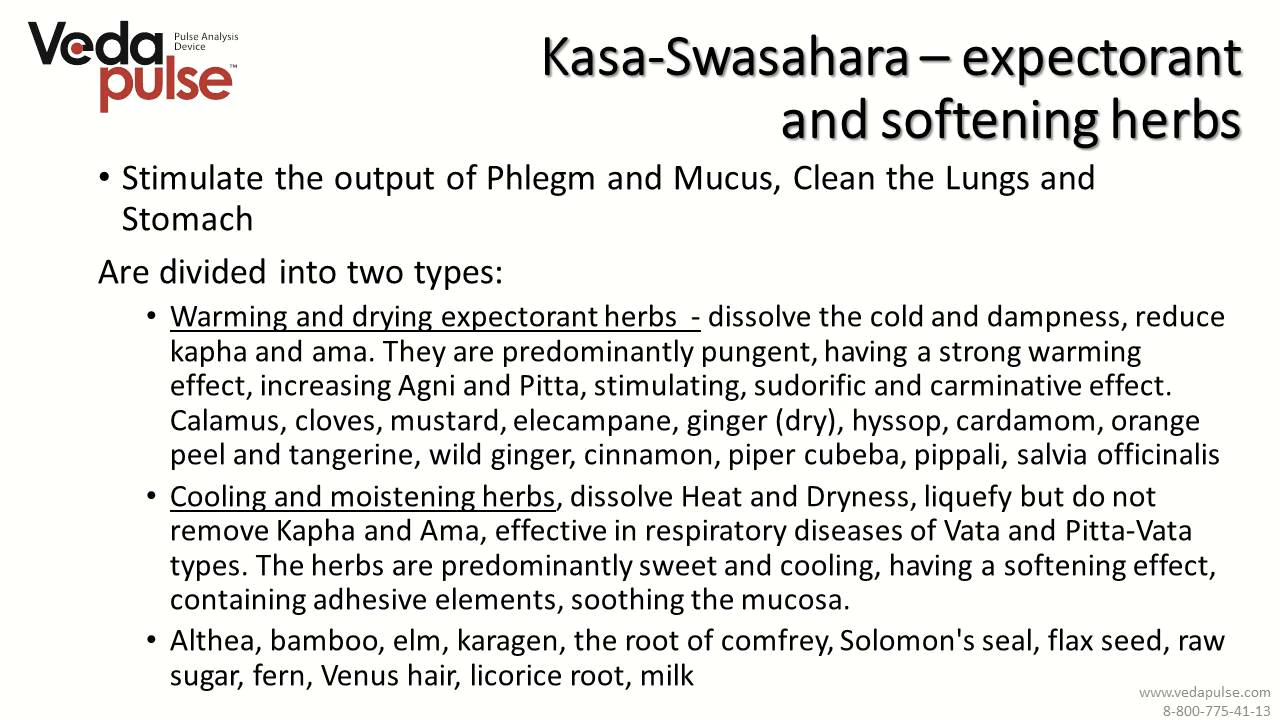 Veda
pulse™
Pulse Analysis
Device
Kasa-Swasahara – expectorant
and softening herbs
• Stimulate the output of Phlegm and Mucus, Clean the Lungs and
Stomach
Are divided into two types:
• Warming and drying expectorant herbs - dissolve the cold and dampness, reduce
kapha and ama. They are predominantly pungent, having a strong warming
effect, increasing Agni and Pitta, stimulating, sudorific and carminative effect.
Calamus, cloves, mustard, elecampane, ginger (dry), hyssop, cardamom, orange
peel and tangerine, wild ginger, cinnamon, piper cubeba, pippali, salvia officinalis
• Cooling and moistening herbs, dissolve Heat and Dryness, liquefy but do not
remove Kapha and Ama, effective in respiratory diseases of Vata and Pitta-Vata
types. The herbs are predominantly sweet and cooling, having a softening effect,
containing adhesive elements, soothing the mucosa.
• Althea, bamboo, elm, karagen, the root of comfrey, Solomon's seal, flax seed, raw
sugar, fern, Venus hair, licorice root, milk
www.vedapulse.com
8-800-775-41-13